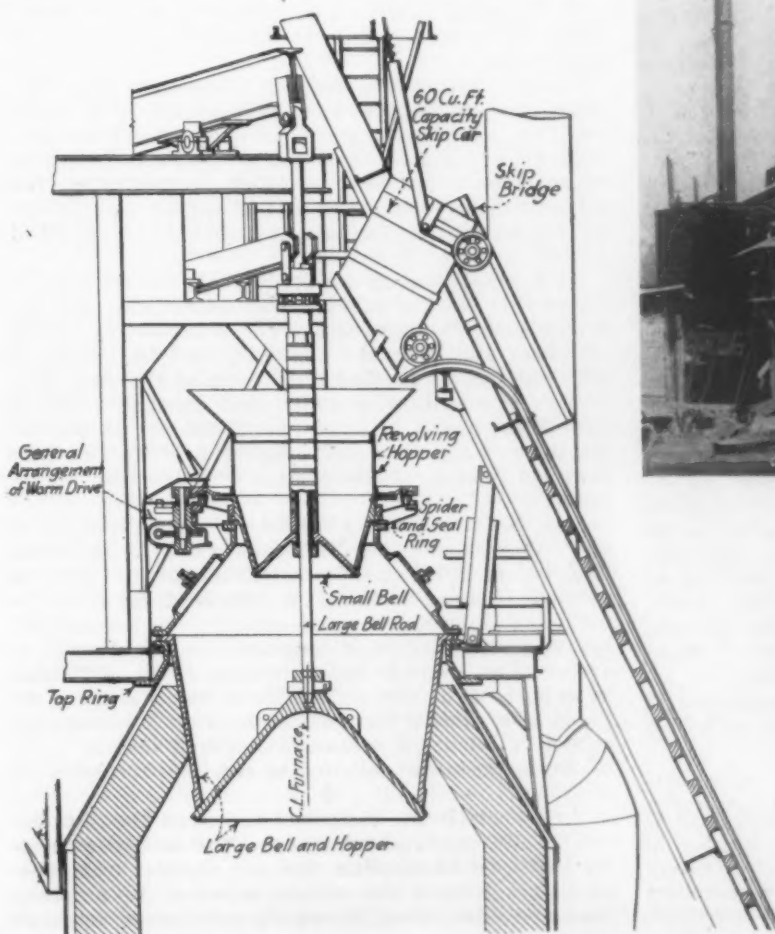 60 Cu. Ft.
Capacity
Skip Car
Skip
Bridge
General
Arrangement
of Worm Drive
Revolving
Hopper
Spider
and Seal
Ring
Small Bell
Large Bell Rod
Top Ring
C.L. Furnace
Large Bell and Hopper